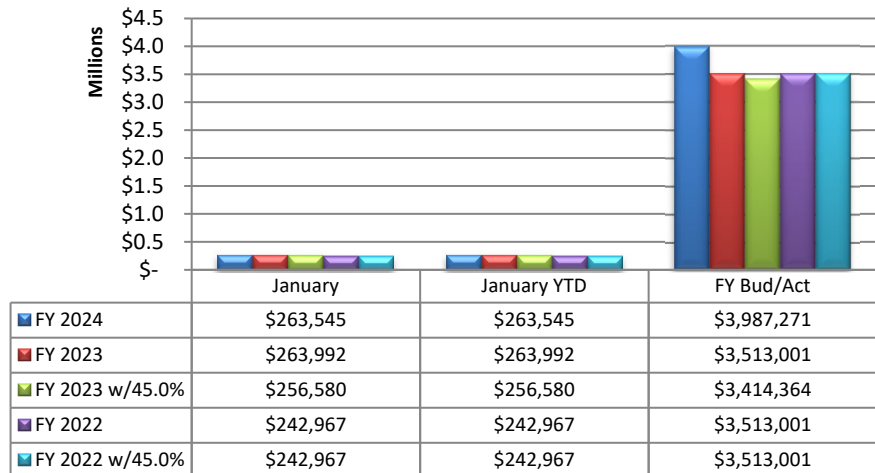 Millions
$4.5
$4.0
$3.5
$3.0
$2.5
$2.0
$1.5
$1.0
$0.5
$-
January January YTD FY Bud/Act
FY 2024 $263,545 $263,545 $3,987,271
FY 2023 $263,992 $263,992 $3,513,001
FY 2023 w/45.0% $256,580 $256,580 $3,414,364
FY 2022 $242,967 $242,967 $3,513,001
FY 2022 w/45.0% $242,967 $242,967 $3,513,001